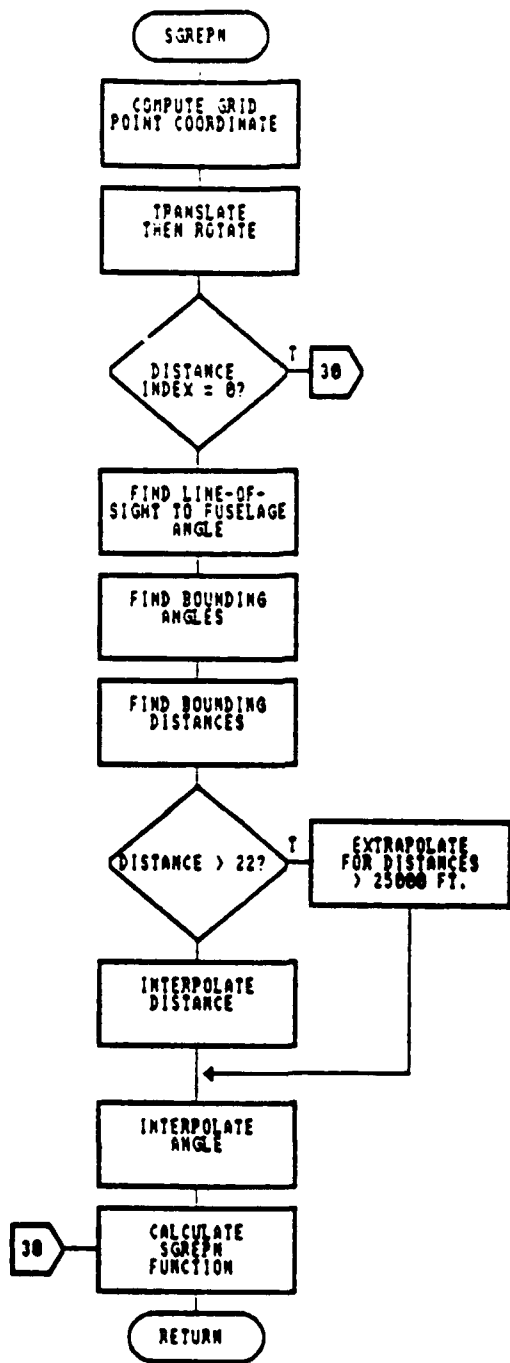 SGREPN
COMPUTE GRID
POINT COORDINATE
TRANSLATE
THEN ROTATE
DISTANCE
INDEX = 0?
T
30
FIND LINE-OF-
SIGHT TO FUSELAGE
ANGLE
FIND BOUNDING
ANGLES
FIND BOUNDING
DISTANCES
DISTANCE > 22?
T
EXTRAPOLATE
FOR DISTANCES
> 25000 FT.
INTERPOLATE
DISTANCE
INTERPOLATE
ANGLE
30
CALCULATE
SGREPN
FUNCTION
RETURN